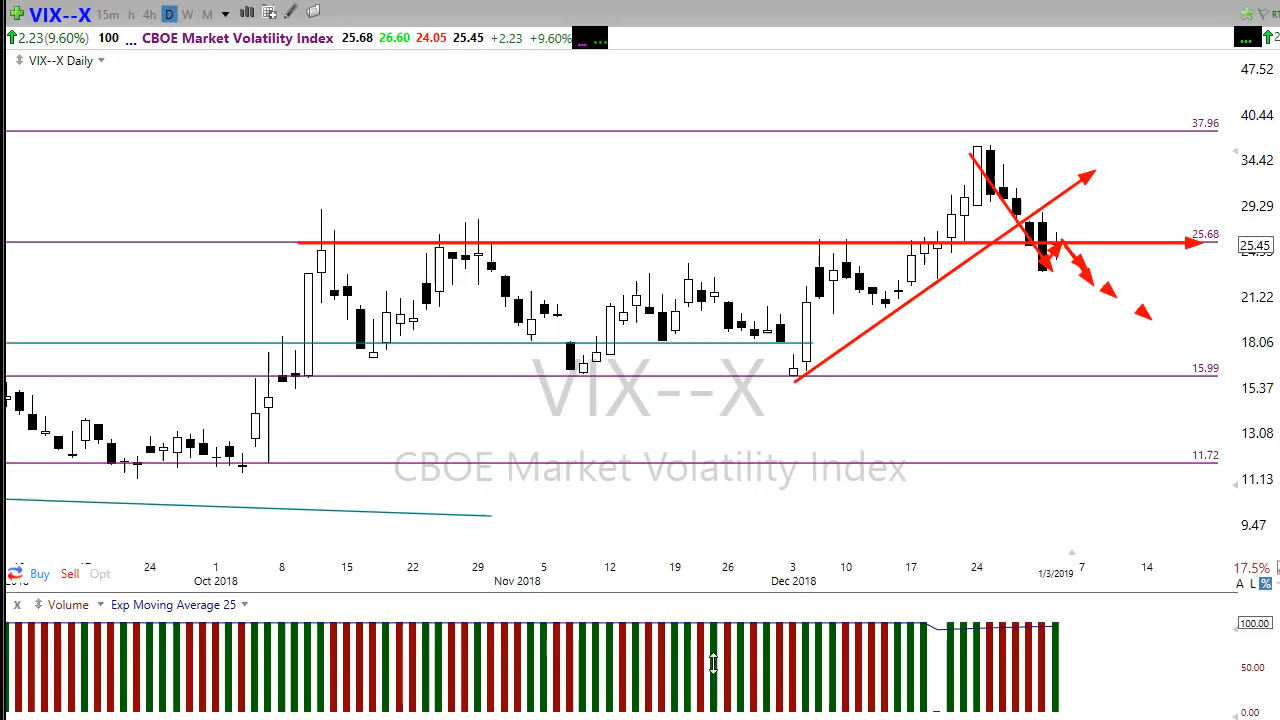 VIX--X 15m h 4h D W M
2.23(9.60%) 100 ... CBOE Market Volatility Index 25.68 26.60 24.05 25.45 +2.23 +9.60%
VIX--X Daily
47.52
40.44
37.96
34.42
29.29
25.68
25.45
21.22
18.06
15.99
15.37
13.08
11.72
11.13
9.47
VIX--X
CBOE Market Volatility Index
24 1 8 15 22 29 5 12 19 26 3 10 17 24 7 14
Oct 2018 Nov 2018 Dec 2018 1/3/2019
Buy Sell Opt
17.5%
A L %
X Volume Exp Moving Average 25
100.00
50.00
0.00